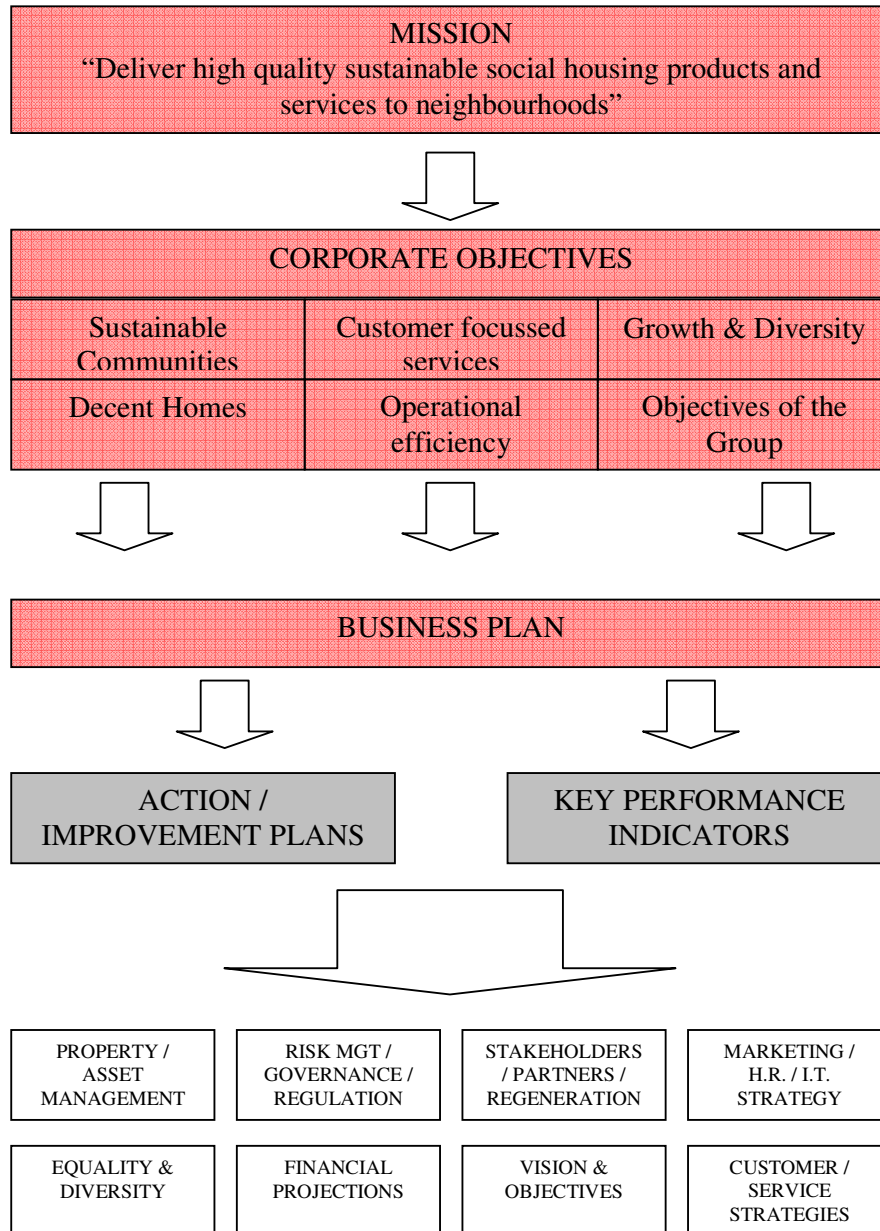 MISSION
“Deliver high quality sustainable social housing products and
services to neighbourhoods”
CORPORATE OBJECTIVES
Sustainable
Communities
Customer focussed
services
Growth & Diversity
Decent Homes
Operational
efficiency
Objectives of the
Group
BUSINESS PLAN
ACTION /
IMPROVEMENT PLANS
KEY PERFORMANCE
INDICATORS
PROPERTY /
ASSET
MANAGEMENT
RISK MGT /
GOVERNANCE /
REGULATION
STAKEHOLDERS
/ PARTNERS /
REGENERATION
MARKETING /
H.R. / I.T.
STRATEGY
EQUALITY &
DIVERSITY
FINANCIAL
PROJECTIONS
VISION &
OBJECTIVES
CUSTOMER /
SERVICE
STRATEGIES